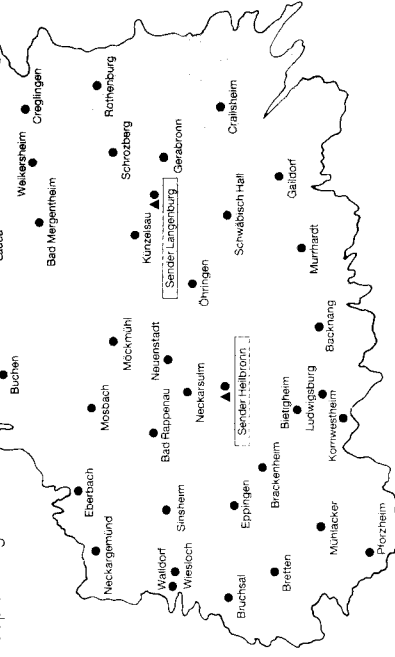 Creglingen
Weikersheim
Rothenburg
Bad Mergentheim
Schrozberg
Gerabronn
Künzelsau
Sender Langenburg
Crailsheim
Gaildorf
Schwäbisch Hall
Öhringen
Murrhardt
Buchen
Möckmühl
Neuenstadt
Backnang
Mosbach
Neckarsulm
Sender Heilbronn
Bad Rappenau
Bietigheim
Ludwigsburg
Kornwestheim
Eberbach
Brackenheim
Sinsheim
Eppingen
Neckargemünd
Mühlacker
Walldorf
Wiesloch
Bretten
Bruchsal
Pforzheim